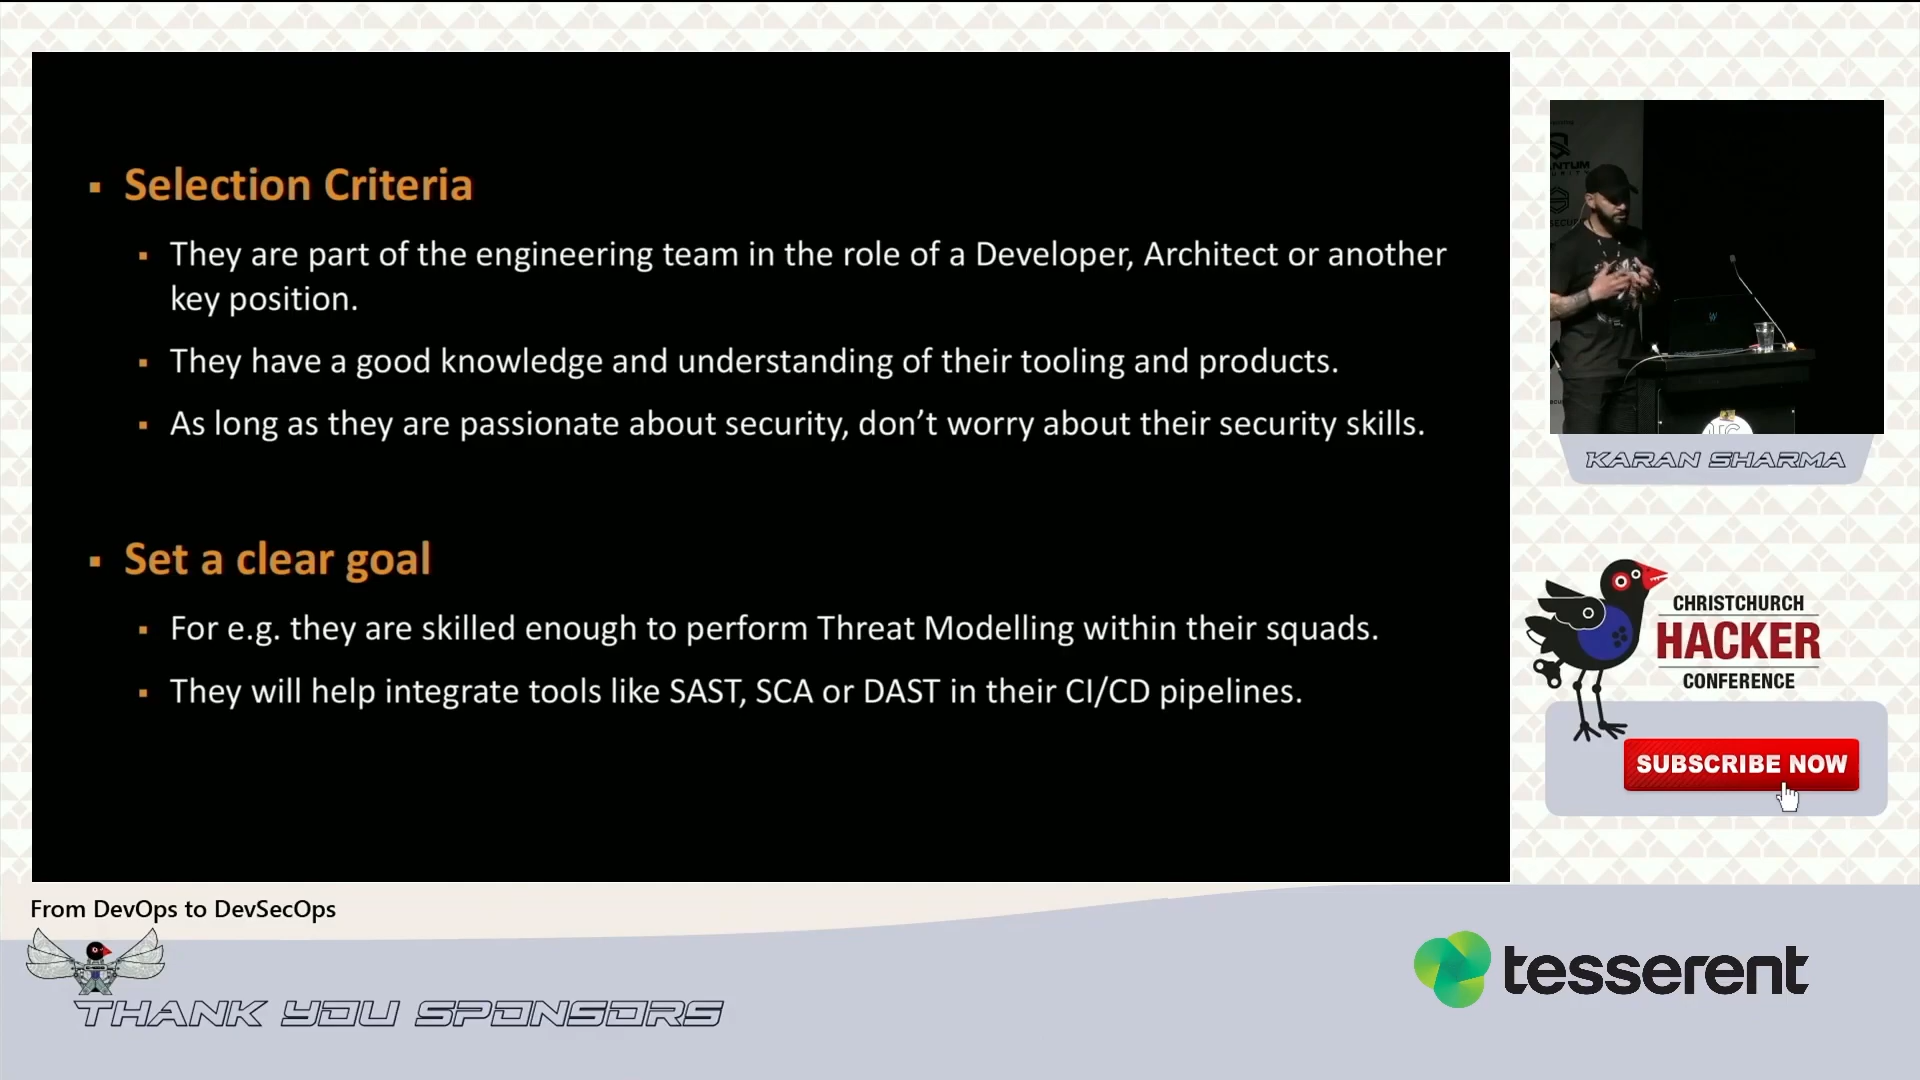 Selection Criteria
They are part of the engineering team in the role of a Developer, Architect or another
key position.
They have a good knowledge and understanding of their tooling and products.
As long as they are passionate about security, don’t worry about their security skills.
Set a clear goal
For e.g. they are skilled enough to perform Threat Modelling within their squads.
They will help integrate tools like SAST, SCA or DAST in their CI/CD pipelines.
KARAN SHARMA
CHRISTCHURCH
HACKER
CONFERENCE
SUBSCRIBE NOW
From DevOps to DevSecOps
THANK YOU SPONSORS
tesserent